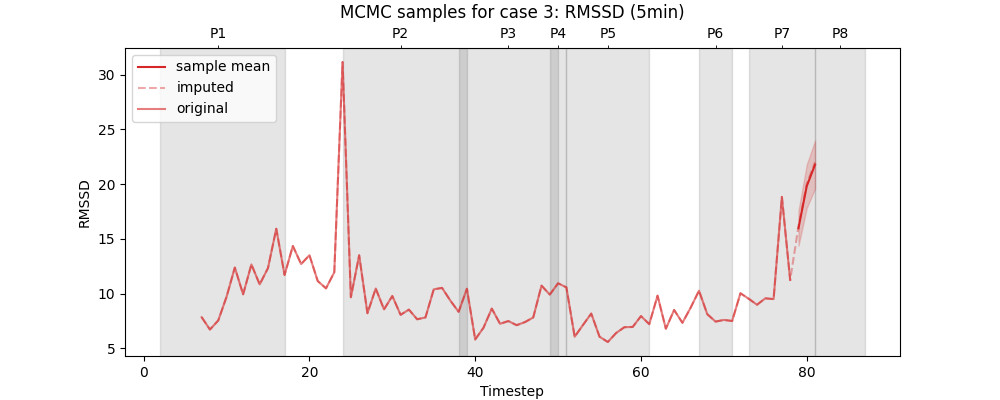 MCMC samples for case 3: RMSSD (5min)
P1 P2 P3 P4 P5 P6 P7 P8
sample mean
imputed
original
30
25
20
15
10
5
RMSSD
0 20 40 60 80
Timestep